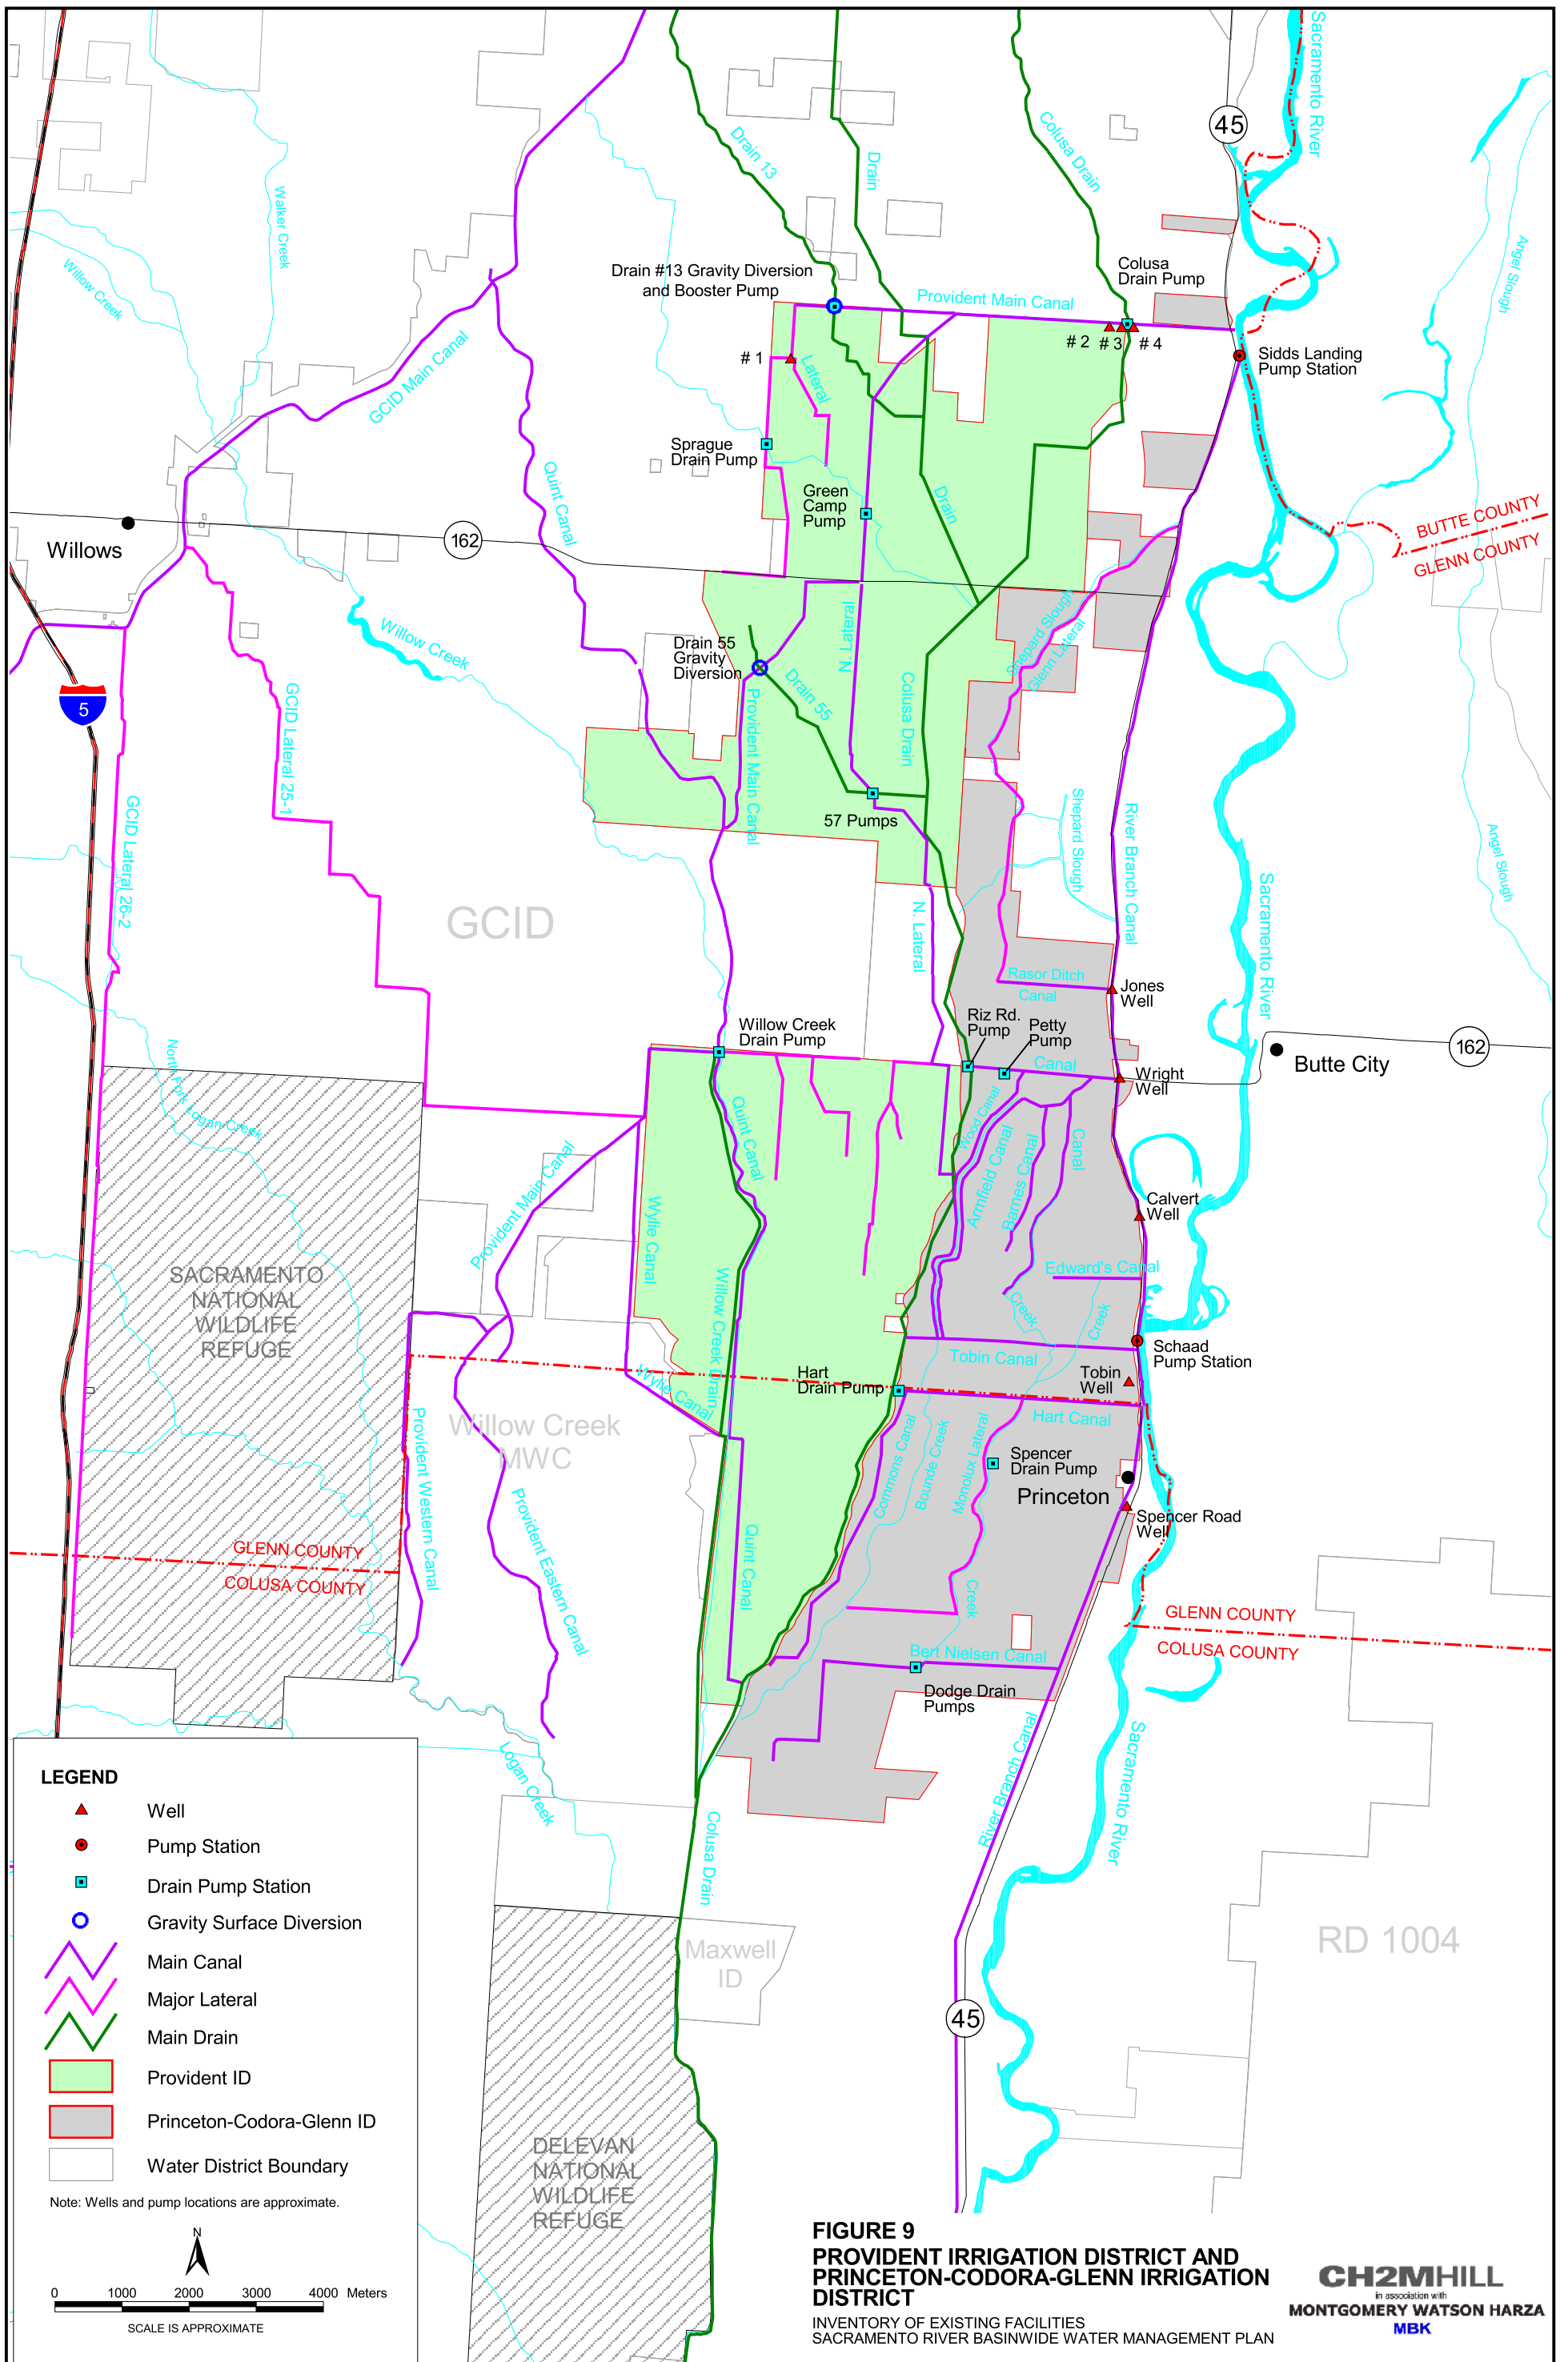 Sacramento River
45
Drain 13
Drain
Colusa Drain
Walker Creek
Willow Creek
Angel Slough
Drain #13 Gravity Diversion
and Booster Pump
Colusa
Drain Pump
Provident Main Canal
# 1
# 2
# 3
# 4
Sidds Landing
Pump Station
GCID Main Canal
Lateral
Sprague
Drain Pump
Green
Camp
Pump
Drain
Quint Canal
Willows
162
BUTTE COUNTY
GLENN COUNTY
Willow Creek
Shepard Slough
Glenn Lateral
N. Lateral
Drain 55
Gravity
Diversion
Drain 55
Provident Main Canal
Colusa Drain
5
GCID Lateral 25-1
GCID Lateral 26-2
57 Pumps
Shepard Slough
River Branch Canal
Angel Slough
Sacramento River
GCID
N. Lateral
Rasor Ditch
Canal
Jones
Well
Riz Rd.
Pump
Petty
Pump
Willow Creek
Drain Pump
Canal
Wright
Well
Butte City
162
North Fork Logan Creek
Quint Canal
Wood Canal
Armfield Canal
Barnes Canal
Canal
Provident Main Canal
Wylie Canal
Calvert
Well
Edward's Canal
SACRAMENTO
NATIONAL
WILDLIFE
REFUGE
Willow Creek Drain
Creek
Creek
Schaad
Pump Station
Tobin Canal
Tobin
Well
Hart
Drain Pump
Wylie Canal
Hart Canal
Willow Creek
MWC
Provident Western Canal
Commons Canal
Bounde Creek
Monolux Lateral
Spencer
Drain Pump
Princeton
Spencer Road
Well
Provident Eastern Canal
Quint Canal
GLENN COUNTY
COLUSA COUNTY
Creek
GLENN COUNTY
COLUSA COUNTY
Bert Nielsen Canal
Dodge Drain
Pumps
Logan Creek
Colusa Drain
River Branch Canal
Sacramento River
Maxwell
ID
RD 1004
45
DELEVAN
NATIONAL
WILDLIFE
REFUGE
LEGEND
Well
Pump Station
Drain Pump Station
Gravity Surface Diversion
Main Canal
Major Lateral
Main Drain
Provident ID
Princeton-Codora-Glenn ID
Water District Boundary
Note: Wells and pump locations are approximate.
N
0 1000 2000 3000 4000 Meters
SCALE IS APPROXIMATE
FIGURE 9
PROVIDENT IRRIGATION DISTRICT AND
PRINCETON-CODORA-GLENN IRRIGATION
DISTRICT
INVENTORY OF EXISTING FACILITIES
SACRAMENTO RIVER BASINWIDE WATER MANAGEMENT PLAN
CH2MHILL
in association with
MONTGOMERY WATSON HARZA
MBK